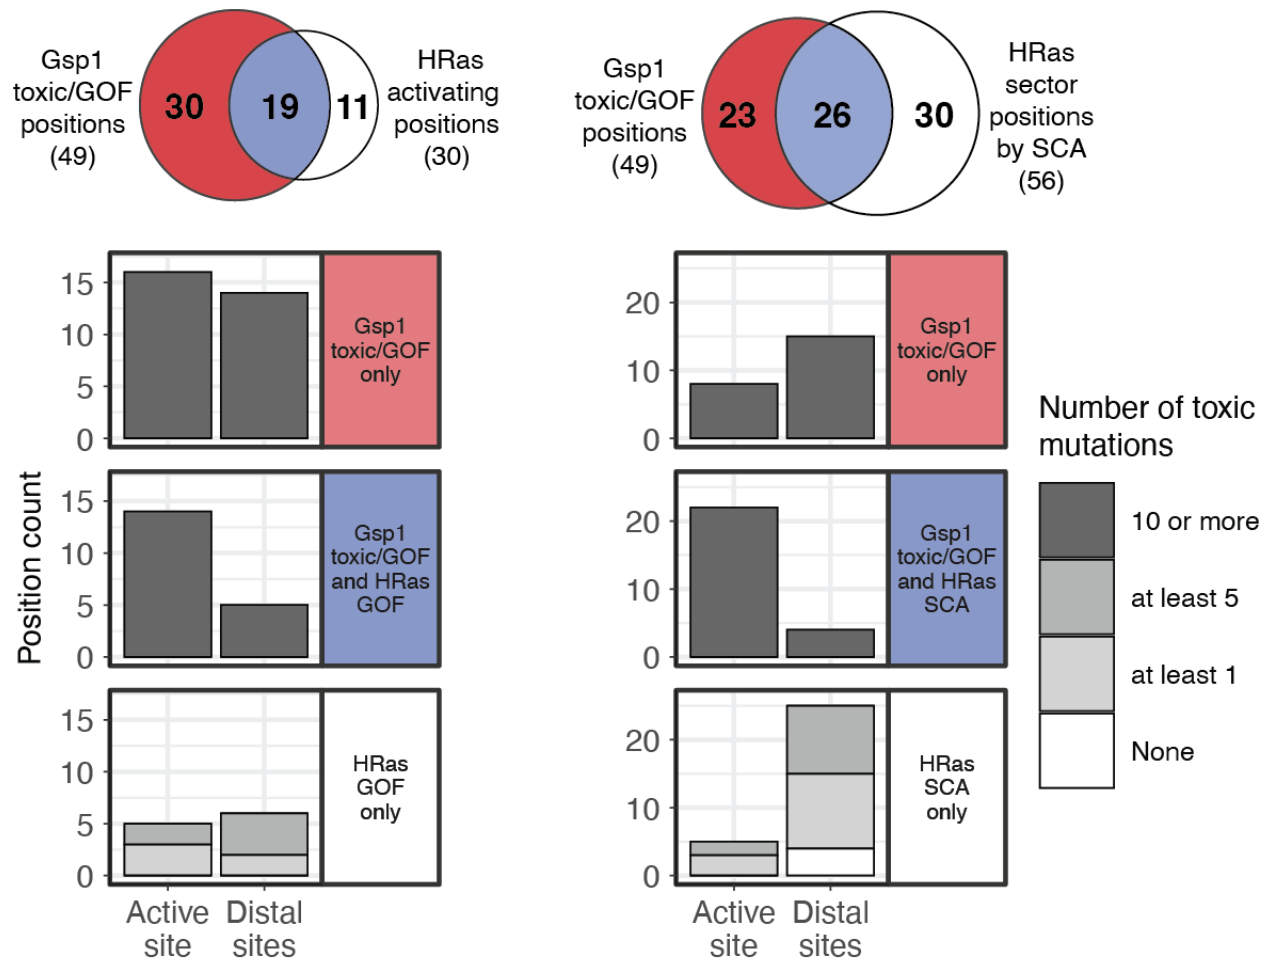 Gsp1
toxic/GOF
positions
(49)
30
19
11
HRas
activating
positions
(30)
Gsp1
toxic/GOF
positions
(49)
23
26
30
HRas
sector
positions
by SCA
(56)
Position count
15
10
5
0
Gsp1
toxic/GOF
only
15
10
5
0
Gsp1
toxic/GOF
and HRas
GOF
15
10
5
0
HRas
GOF
only
Active
site
Distal
sites
20
10
0
Gsp1
toxic/GOF
only
20
10
0
Gsp1
toxic/GOF
and HRas
SCA
20
10
0
HRas
SCA
only
Active
site
Distal
sites
Number of toxic
mutations
10 or more
at least 5
at least 1
None